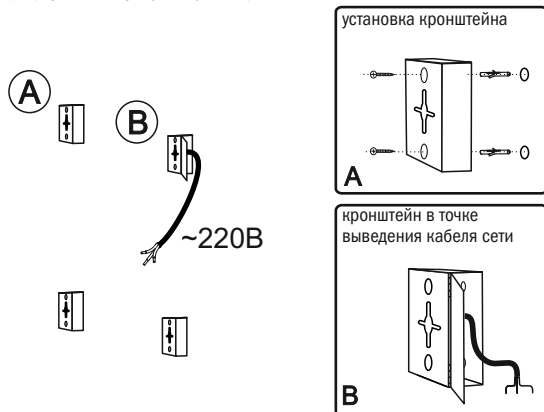 A
B
~220В
установка кронштейна
A
кронштейн в точке
выведения кабеля сети
B